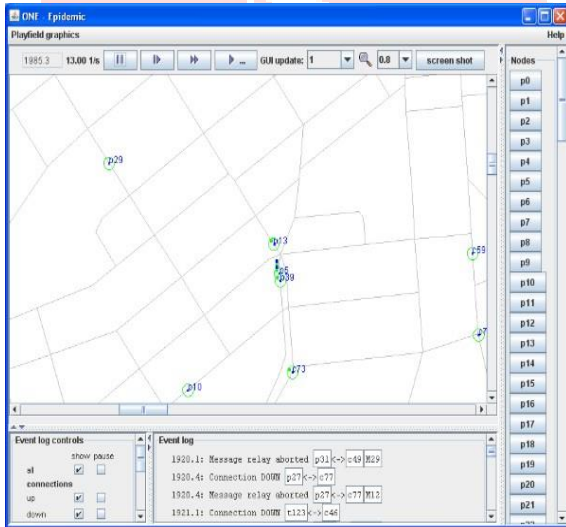 ONE - Epidemic
Playfield graphics Help
1985.3 13.00 1/s GUI update: 1 0.8 screen shot
Nodes
p0
p1
p2
p3
p4
p5
p6
p7
p8
p9
p10
p11
p12
p13
p14
p15
p16
p17
p18
p19
p20
p21
p29
p13
p59
p39
p7
c73
p10
Event log controls
show pause
all
connections
up
down
Event log
1920.1: Message relay aborted p31<->c49 M29
1920.4: Connection DOWN p27<->c77
1920.4: Message relay aborted p27<->c77 M12
1921.1: Connection DOWN t123<->c46